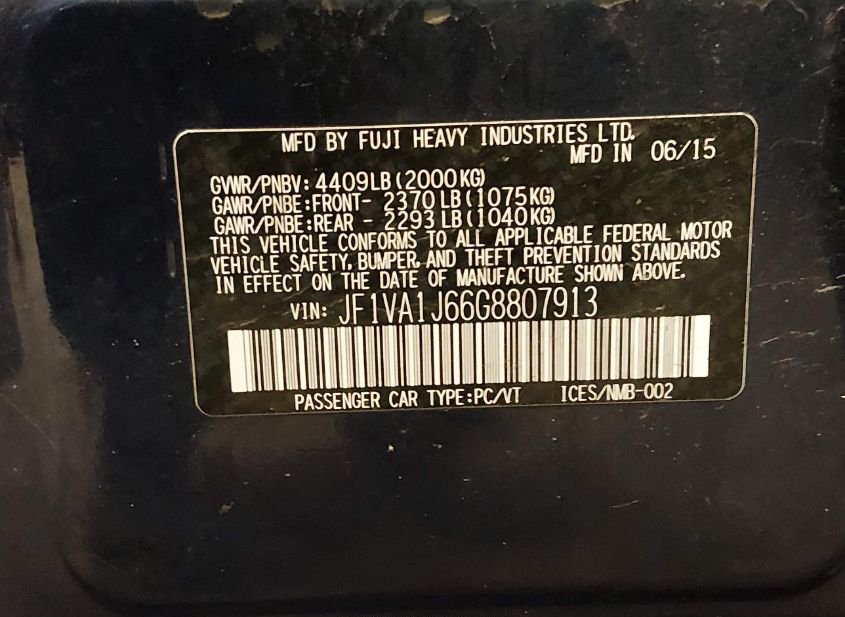 MFD BY FUJI HEAVY INDUSTRIES LTD.
MFD IN 06/15
GVWR/PNBV: 4409LB(2000KG)
GAWR/PNBE:FRONT- 2370LB(1075KG)
GAWR/PNBE:REAR - 2293LB(1040KG)
THIS VEHICLE CONFORMS TO ALL APPLICABLE FEDERAL MOTOR
VEHICLE SAFETY, BUMPER, AND THEFT PREVENTION STANDARDS
IN EFFECT ON THE DATE OF MANUFACTURE SHOWN ABOVE.
VIN: JF1VA1J66G8807913
PASSENGER CAR TYPE:PC/VT ICES/NMB-002